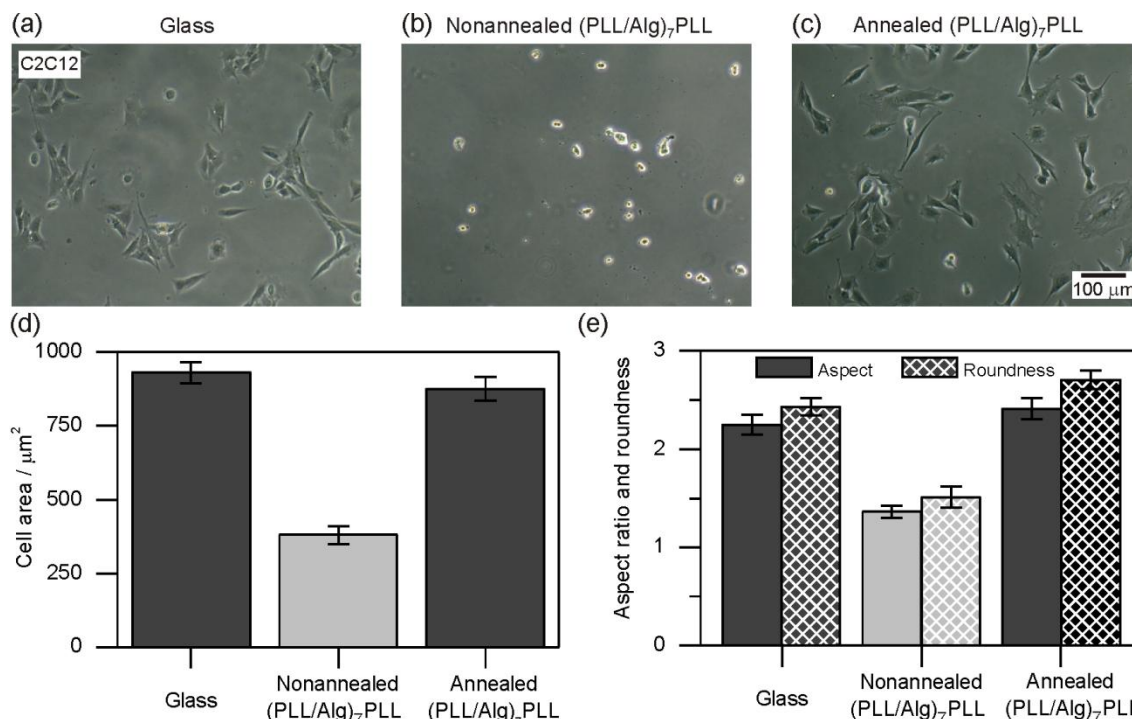 (a)
Glass
(b)
Nonannealed (PLL/Alg)₇PLL
(c)
Annealed (PLL/Alg)₇PLL
C2C12
100 μm
(d)
1000
750
500
250
0
Cell area / μm²
Glass
Nonannealed
(PLL/Alg)₇PLL
Annealed
(PLL/Alg)₋PLL
(e)
3
2
1
0
Aspect ratio and roundness
Aspect
Roundness
Glass
Nonannealed
(PLL/Alg)₇PLL
Annealed
(PLL/Alg)₇PLL